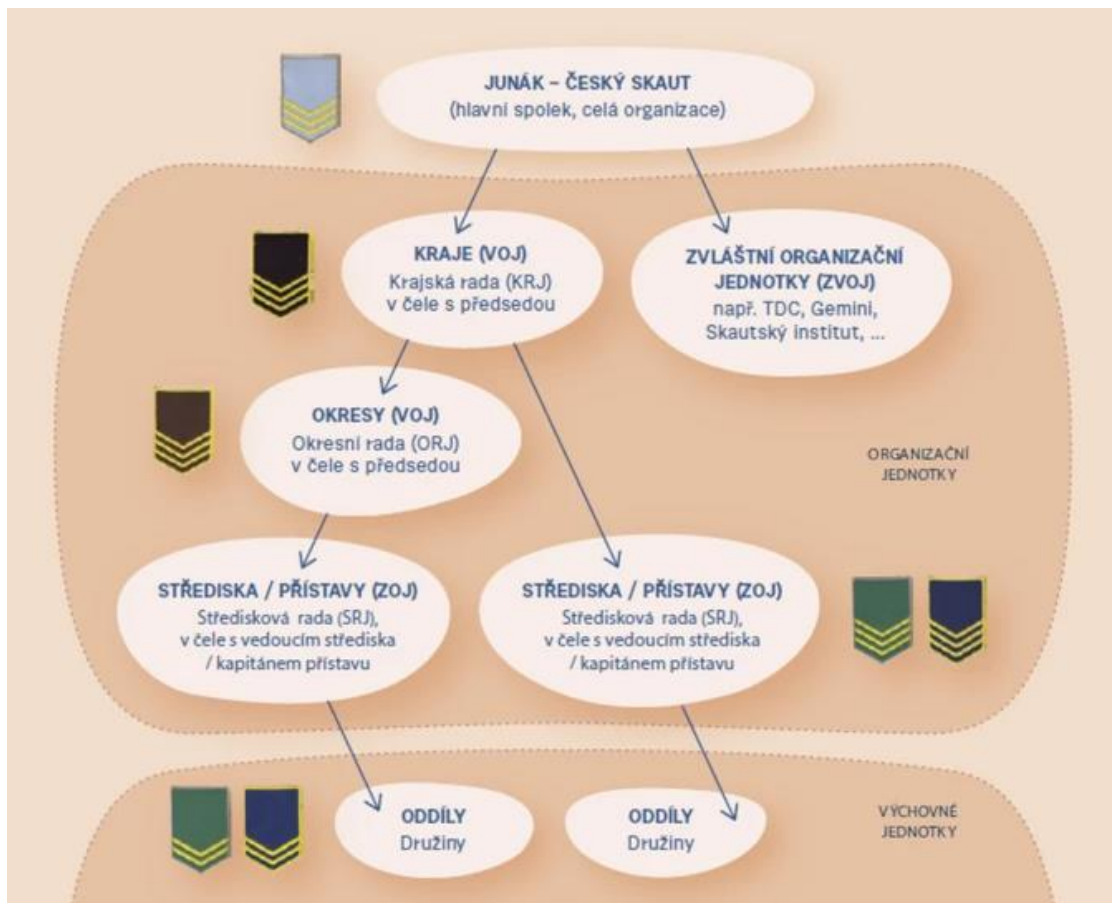 JUNÁK – ČESKÝ SKAUT
(hlavní spolek, celá organizace)
KRAJE (VOJ)
Krajská rada (KRJ)
v čele s předsedou
ZVLÁŠTNÍ ORGANIZAČNÍ
JEDNOTKY (ZVOJ)
např. TDC, Gemini,
Skautský institut, ...
OKRESY (VOJ)
Okresní rada (ORJ)
v čele s předsedou
ORGANIZAČNÍ
JEDNOTKY
STŘEDISKA / PŘÍSTAVY (ZOJ)
Středisková rada (SRJ),
v čele s vedoucím střediska
/ kapitánem přístavu
STŘEDISKA / PŘÍSTAVY (ZOJ)
Středisková rada (SRJ),
v čele s vedoucím střediska
/ kapitánem přístavu
ODDÍLY
Družiny
ODDÍLY
Družiny
VÝCHOVNÉ
JEDNOTKY